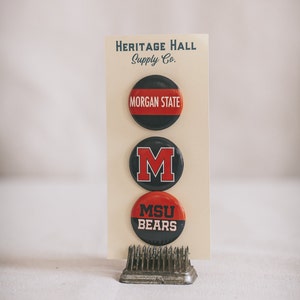 HERITAGE HALL
SUPPLY CO.
MORGAN STATE
M
MSU
BEARS